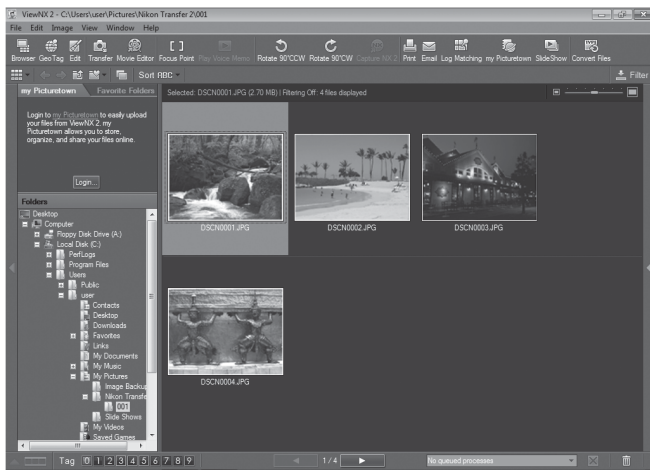 ViewNX 2 - C:\Users\user\Pictures\Nikon Transfer 2\001
File Edit Image View Window Help
Browser GeoTag Edit Transfer Movie Editor Focus Point Play Voice Memo Rotate 90°CCW Rotate 90°CW Capture NX 2 Print Email Log Matching my Picturetown SlideShow Convert Files
Sort ABC Filter
my Picturetown Favorite Folders
Selected: DSCN0001.JPG (2.70 MB) | Filtering Off: 4 files displayed
Login to my Picturetown to easily upload
your files from ViewNX 2. my
Picturetown allows you to store,
organize, and share your files online.
Login...
DSCN0001.JPG DSCN0002.JPG DSCN0003.JPG
Folders
Desktop
Computer
Floppy Disk Drive (A:)
Local Disk (C:)
PerfLogs
Program Files
Users
Public
user
Contacts
Desktop
Downloads
Favorites
Links
My Documents
My Music
My Pictures
Image Backup
Nikon Transfe
001
Slide Shows
My Videos
Saved Games
DSCN0004.JPG
Tag 0 1 2 3 4 5 6 7 8 9
1/4
No queued processes